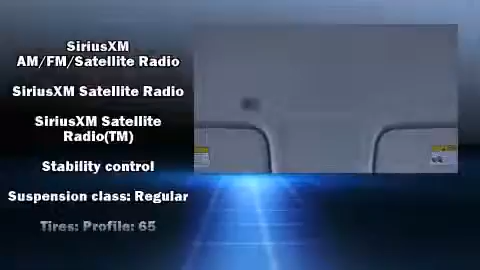 SiriusXM
AM/FM/Satellite Radio
SiriusXM Satellite Radio
SiriusXM Satellite
Radio(TM)
Stability control
Suspension class: Regular
Tires: Profile: 65